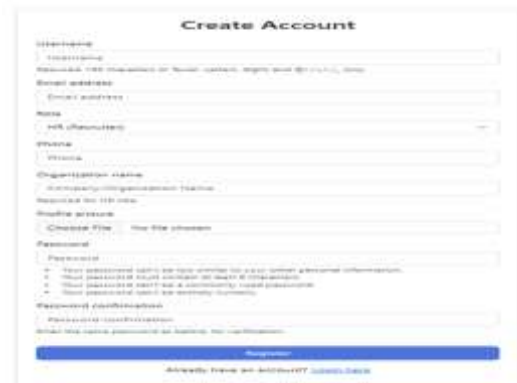 Create Account
Username
Username
Required. 150 characters or fewer. Letters, digits and @/./+/-/_ only.
Email address
Email address
Role
HR (Recruiter)
Phone
Phone
Organization name
Company/Organization Name
Required for HR role
Profile picture
Choose File No file chosen
Password
Password
Your password can't be too similar to your other personal information.
Your password must contain at least 8 characters.
Your password can't be a commonly used password.
Your password can't be entirely numeric.
Password confirmation
Password confirmation
Enter the same password as before, for verification.
Register
Already have an account? Login here